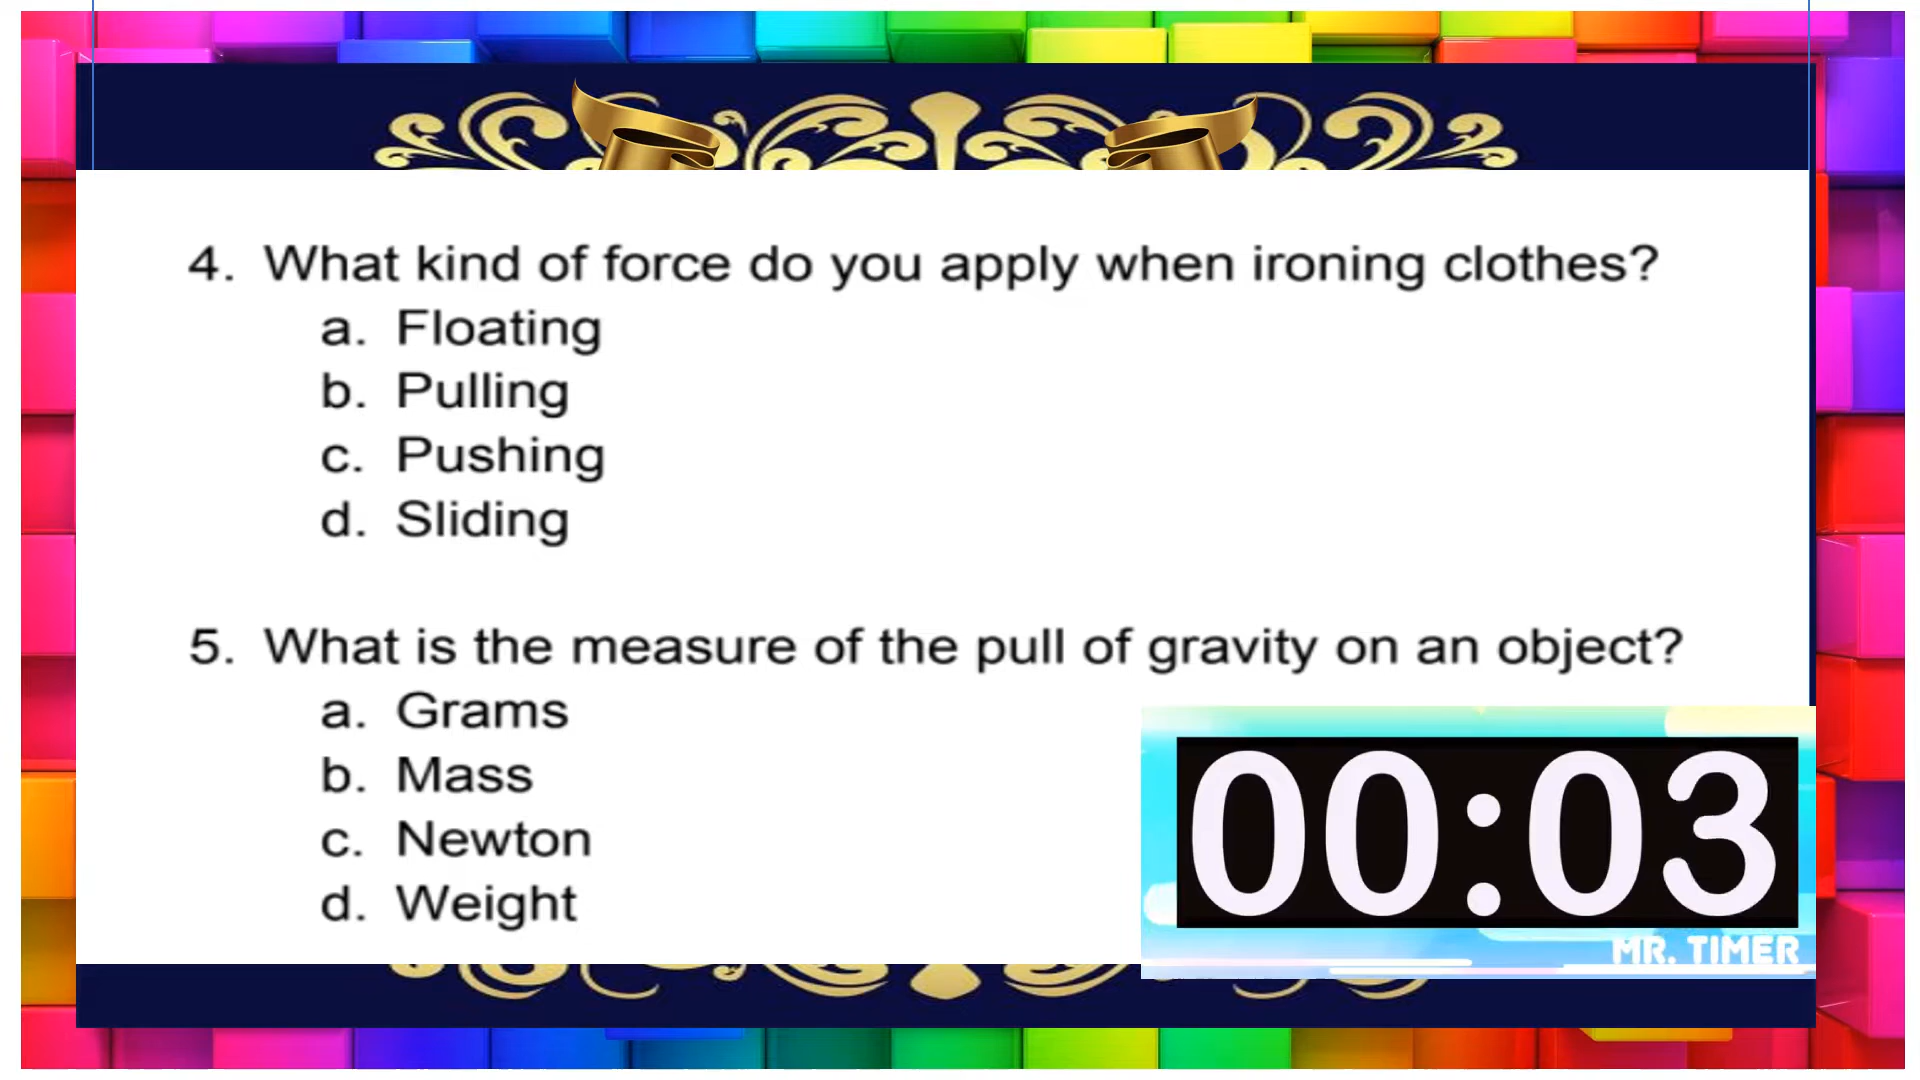 4. What kind of force do you apply when ironing clothes?
a. Floating
b. Pulling
c. Pushing
d. Sliding
5. What is the measure of the pull of gravity on an object?
a. Grams
b. Mass
c. Newton
d. Weight
00:03
MR. TIMER